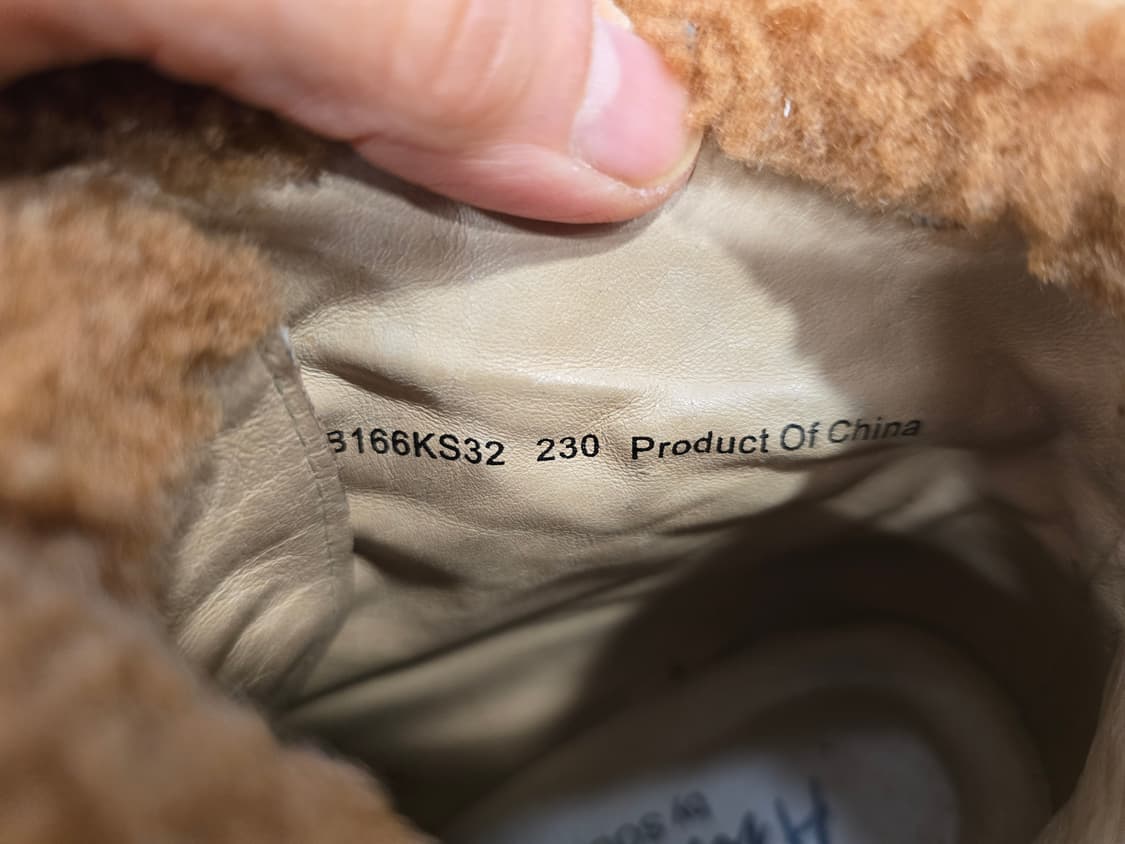 B166KS32 230 Product Of China